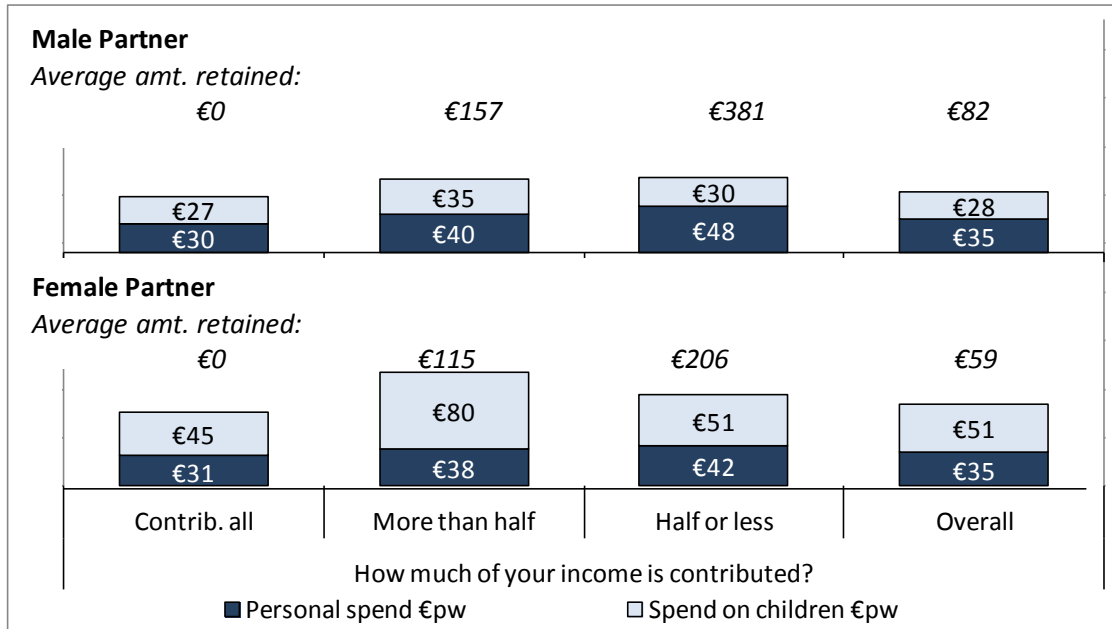 Male Partner
Average amt. retained:
€0 €157 €381 €82
€27 €35 €30 €28
€30 €40 €48 €35
Female Partner
Average amt. retained:
€0 €115 €206 €59
€45 €80 €51 €51
€31 €38 €42 €35
Contrib. all More than half Half or less Overall
How much of your income is contributed?
Personal spend €pw Spend on children €pw